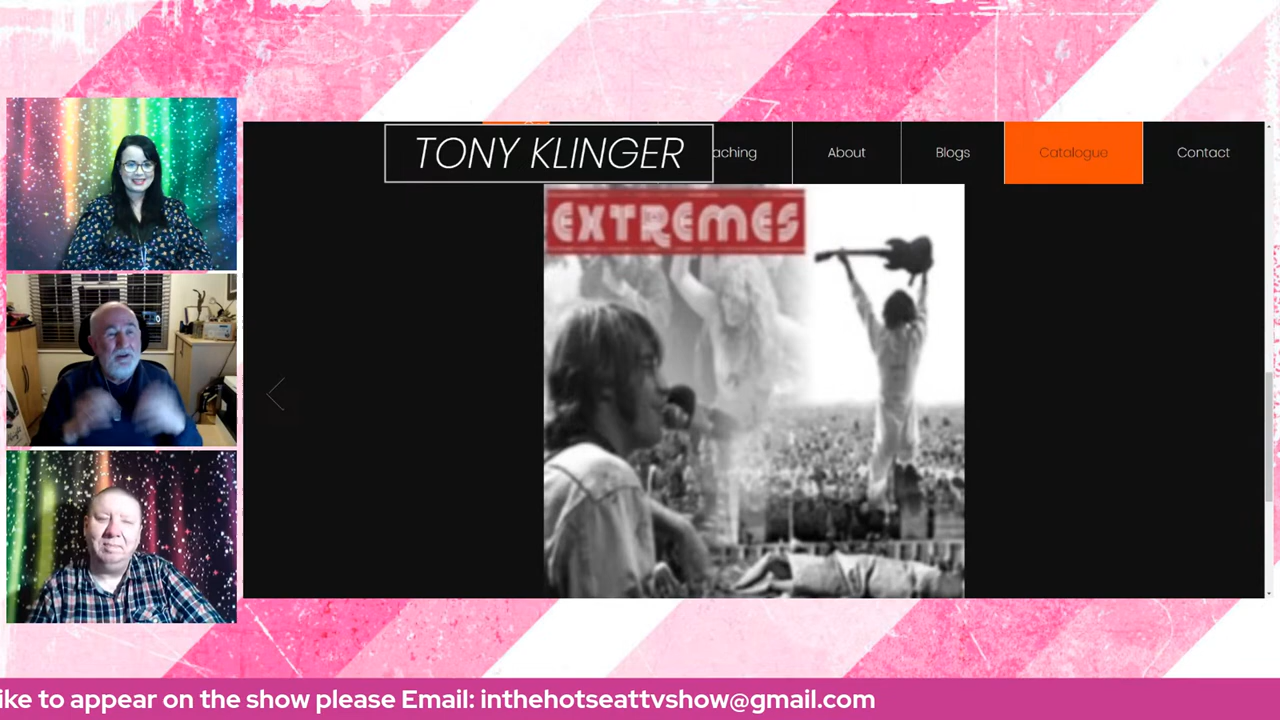 TONY KLINGER
aching
About
Blogs
Catalogue
Contact
EXTREMES
ike to appear on the show please Email: inthehotseattvshow@gmail.com